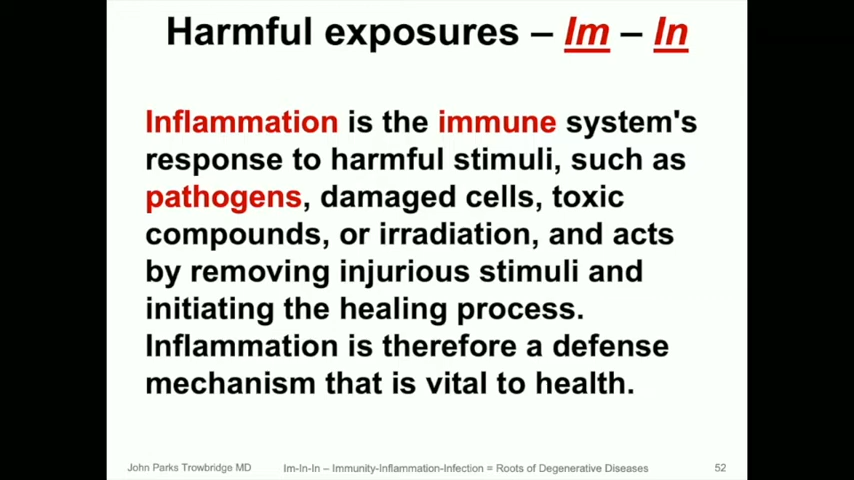 Harmful exposures – Im – In
Inflammation is the immune system's
response to harmful stimuli, such as
pathogens, damaged cells, toxic
compounds, or irradiation, and acts
by removing injurious stimuli and
initiating the healing process.
Inflammation is therefore a defense
mechanism that is vital to health.
John Parks Trowbridge MD Im-In-In – Immunity-Inflammation-Infection = Roots of Degenerative Diseases 52